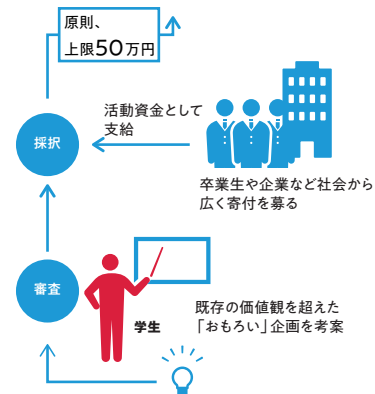 原則、
上限50万円
活動資金として
支給
採択
卒業生や企業など社会から
広く寄付を募る
審査
学生
既存の価値観を超えた
「おもろい」企画を考案